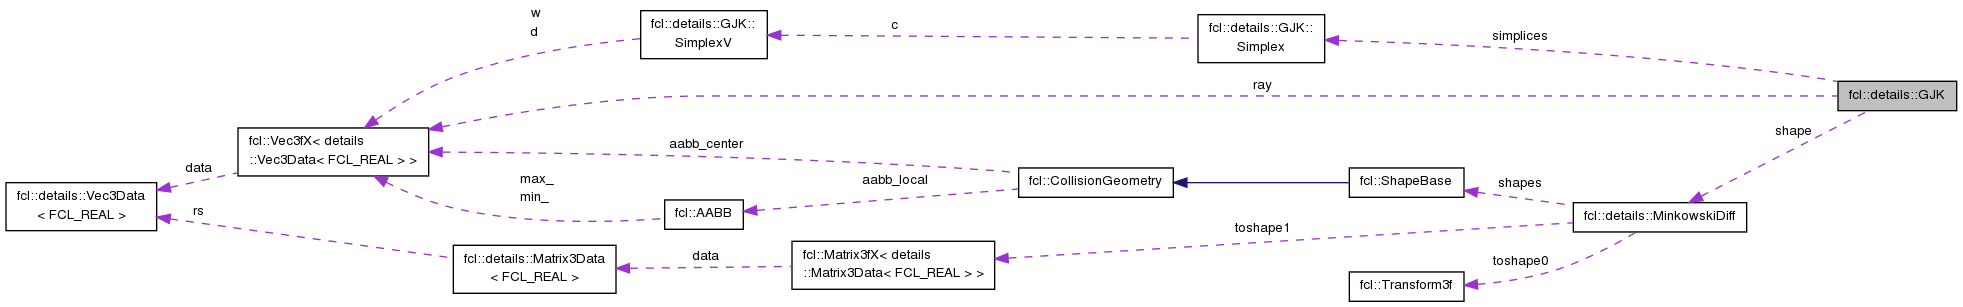 w
d
fcl::details::GJK::
SimplexV
c
fcl::details::GJK::
Simplex
simplices
ray
fcl::details::GJK
shape
fcl::Vec3fX< details
::Vec3Data< FCL_REAL > >
aabb_center
data
fcl::details::Vec3Data
< FCL_REAL >
max_
min_
aabb_local
fcl::CollisionGeometry
fcl::ShapeBase
shapes
rs
fcl::AABB
fcl::details::MinkowskiDiff
toshape1
fcl::details::Matrix3Data
< FCL_REAL >
data
fcl::Matrix3fX< details
::Matrix3Data< FCL_REAL > >
toshape0
fcl::Transform3f